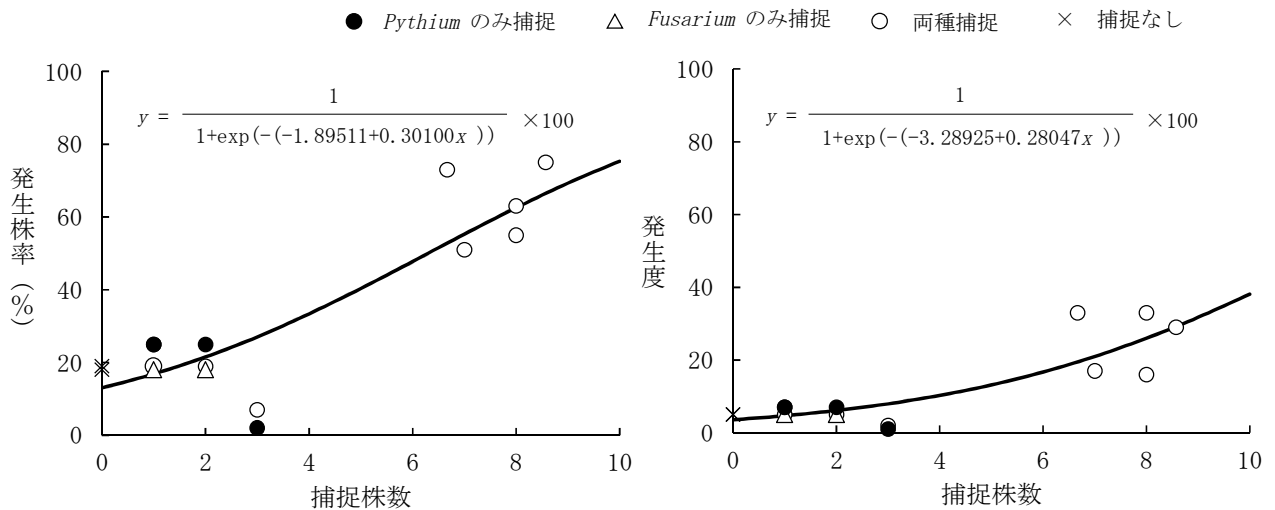 ● Pythium のみ捕捉 △ Fusarium のみ捕捉 ○ 両種捕捉 × 捕捉なし
発生株率(%)
100
80
60
40
20
0
y = 1 / 1+exp(-(-1.89511+0.30100x )) ×100
0 2 4 6 8 10
捕捉株数
発生度
100
80
60
40
20
0
y = 1 / 1+exp(-(-3.28925+0.28047x )) ×100
0 2 4 6 8 10
捕捉株数